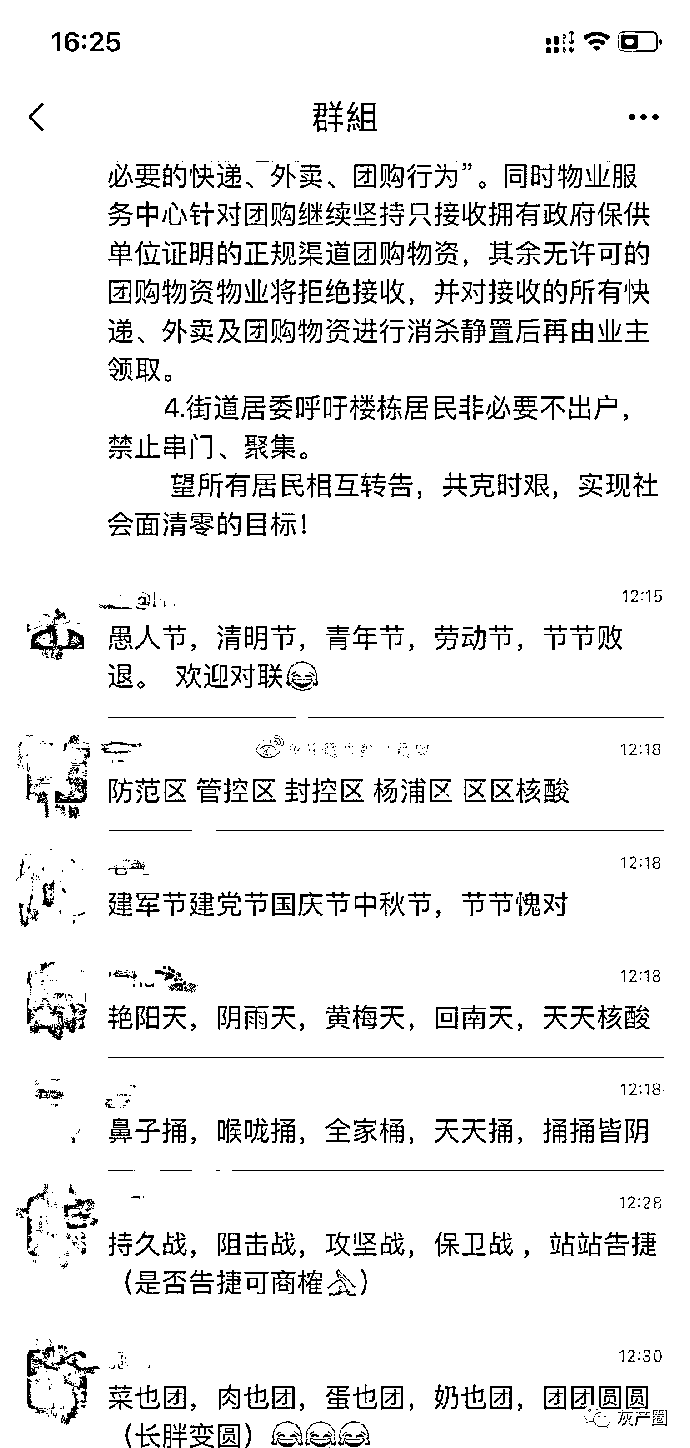 16:25
群組
必要的快递、外卖、团购行为”。同时物业服
务中心针对团购继续坚持只接收拥有政府保供
单位证明的正规渠道团购物资，其余无许可的
团购物资物业将拒绝接收，并对接收的所有快
递、外卖及团购物资进行消杀静置后再由业主
领取。
4.街道居委呼吁楼栋居民非必要不出户，
禁止串门、聚集。
望所有居民相互转告，共克时艰，实现社
会面清零的目标！
12:15
愚人节，清明节，青年节，劳动节，节节败
退。 欢迎对联😂
12:18
防范区 管控区 封控区 杨浦区 区区核酸
12:18
建军节建党节国庆节中秋节，节节愧对
12:18
艳阳天，阴雨天，黄梅天，回南天，天天核酸
12:18
鼻子捅，喉咙捅，全家桶，天天捅，捅捅皆阴
12:28
持久战，阻击战，攻坚战，保卫战 ，站站告捷
（是否告捷可商榷）
12:30
菜也团，肉也团，蛋也团，奶也团，团团圆圆
（长胖变圆）😂😂😂
灰产圈